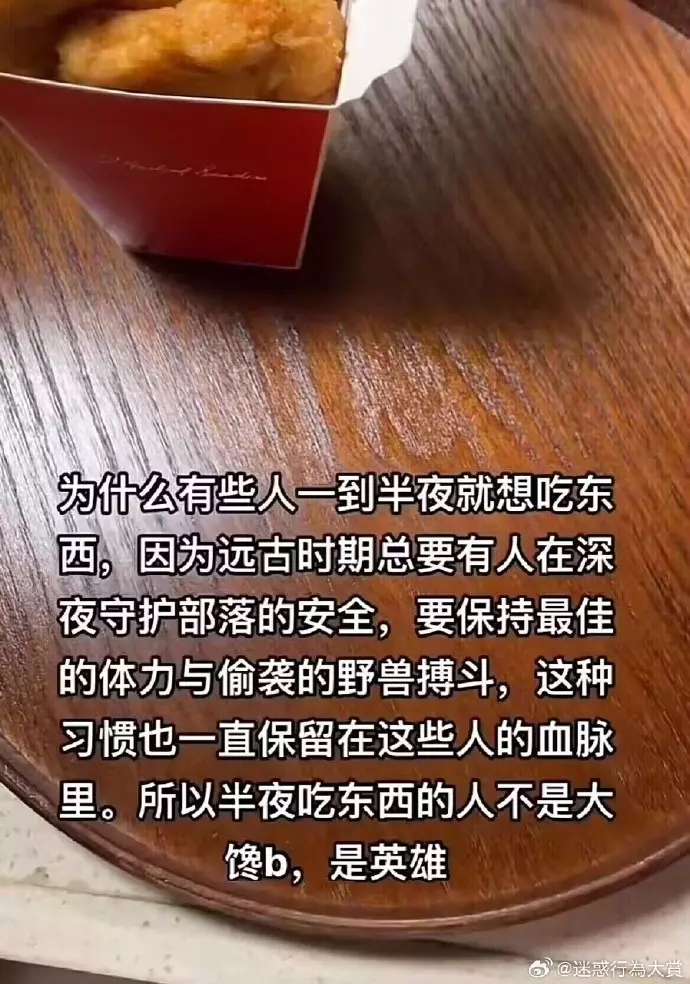 为什么有些人一到半夜就想吃东
西，因为远古时期总要有人在深
夜守护部落的安全，要保持最佳
的体力与偷袭的野兽搏斗，这种
习惯也一直保留在这些人的血脉
里。所以半夜吃东西的人不是大
馋b，是英雄
@迷惑行為大賞